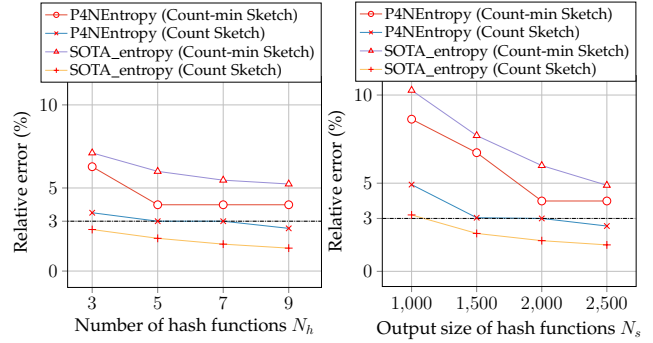 P4NEntropy (Count-min Sketch)
P4NEntropy (Count Sketch)
SOTA_entropy (Count-min Sketch)
SOTA_entropy (Count Sketch)
10
5
3
0
Relative error (%)
3
5
7
9
Number of hash functions N_h
P4NEntropy (Count-min Sketch)
P4NEntropy (Count Sketch)
SOTA_entropy (Count-min Sketch)
SOTA_entropy (Count Sketch)
10
5
3
0
Relative error (%)
1,000
1,500
2,000
2,500
Output size of hash functions N_s